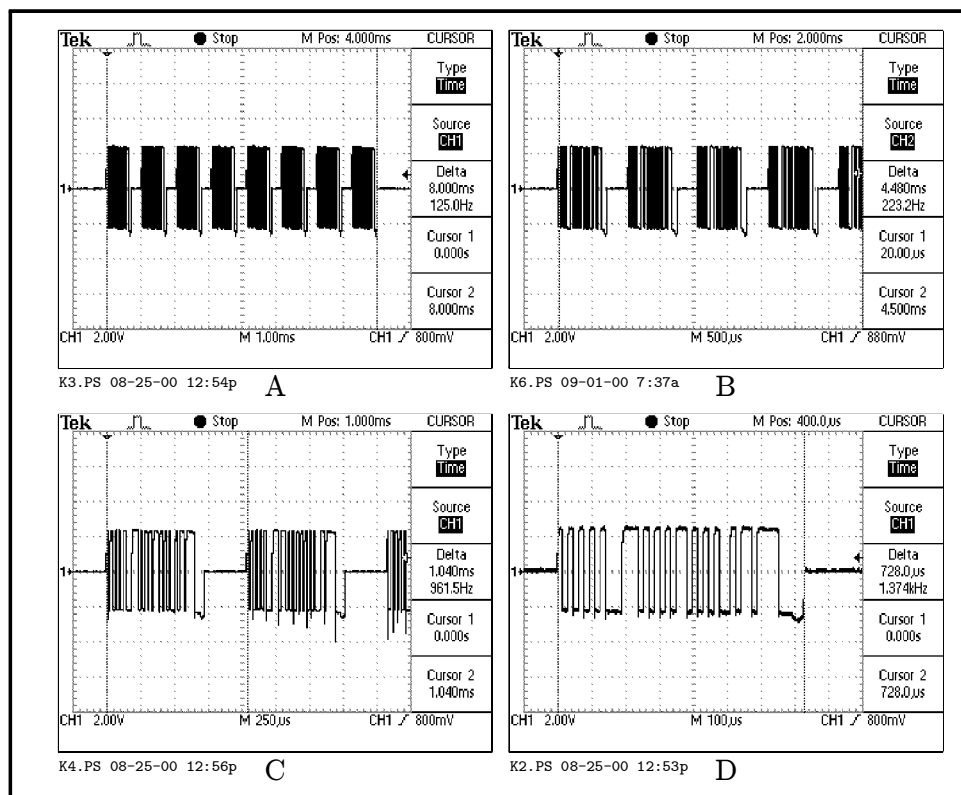 Tek Stop M Pos: 4.000ms CURSOR
Type
Time
Source
CH1
Delta
8.000ms
125.0Hz
1
Cursor 1
0.000s
Cursor 2
8.000ms
CH1 2.00V M 1.00ms CH1 800mV
K3.PS 08-25-00 12:54p A
Tek Stop M Pos: 2.000ms CURSOR
Type
Time
Source
CH2
Delta
4.480ms
223.2Hz
1
Cursor 1
20.00µs
Cursor 2
4.500ms
CH1 2.00V M 500µs CH1 880mV
K6.PS 09-01-00 7:37a B
Tek Stop M Pos: 1.000ms CURSOR
Type
Time
Source
CH1
Delta
1.040ms
961.5Hz
1
Cursor 1
0.000s
Cursor 2
1.040ms
CH1 2.00V M 250µs CH1 800mV
K4.PS 08-25-00 12:56p C
Tek Stop M Pos: 400.0µs CURSOR
Type
Time
Source
CH1
Delta
728.0µs
1.374kHz
1
Cursor 1
0.000s
Cursor 2
728.0µs
CH1 2.00V M 100µs CH1 800mV
K2.PS 08-25-00 12:53p D